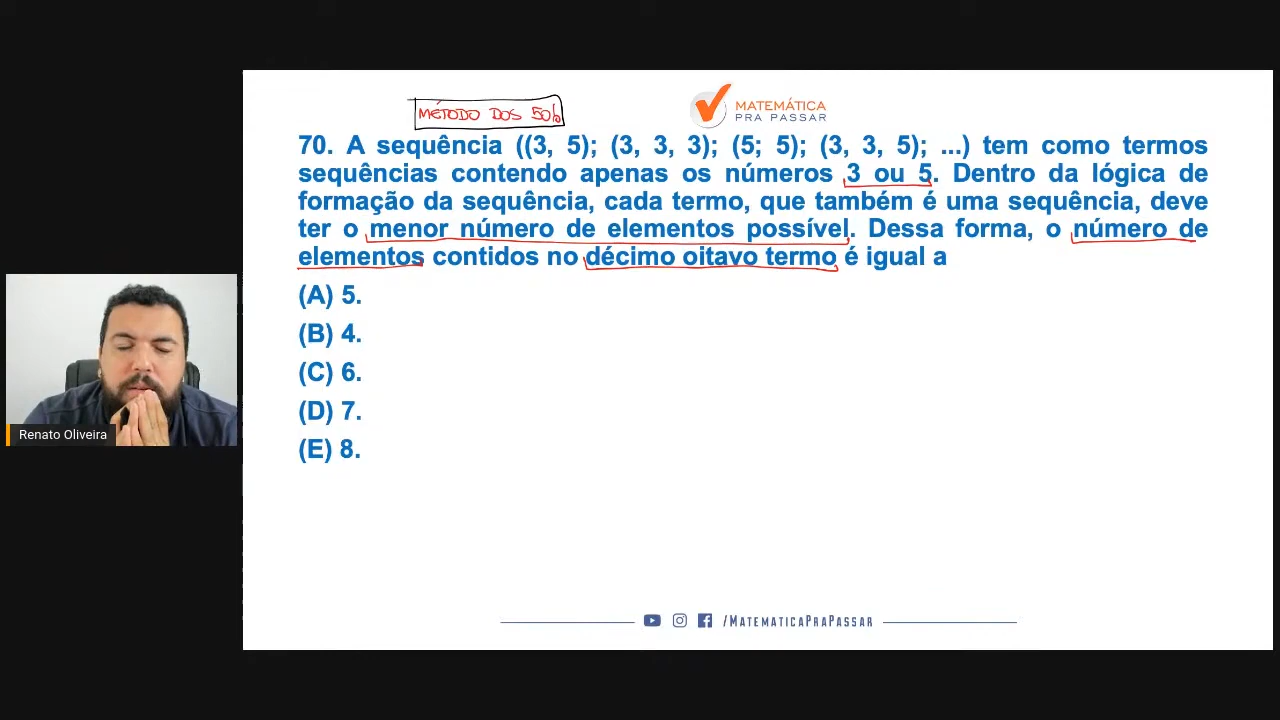 MÉTODO DOS 50%
MATEMÁTICA
PRA PASSAR
70. A sequência ((3, 5); (3, 3, 3); (5; 5); (3, 3, 5); ...) tem como termos
sequências contendo apenas os números 3 ou 5. Dentro da lógica de
formação da sequência, cada termo, que também é uma sequência, deve
ter o menor número de elementos possível. Dessa forma, o número de
elementos contidos no décimo oitavo termo é igual a
(A) 5.
(B) 4.
(C) 6.
(D) 7.
(E) 8.
Renato Oliveira
/MATEMATICAPRAPASSAR